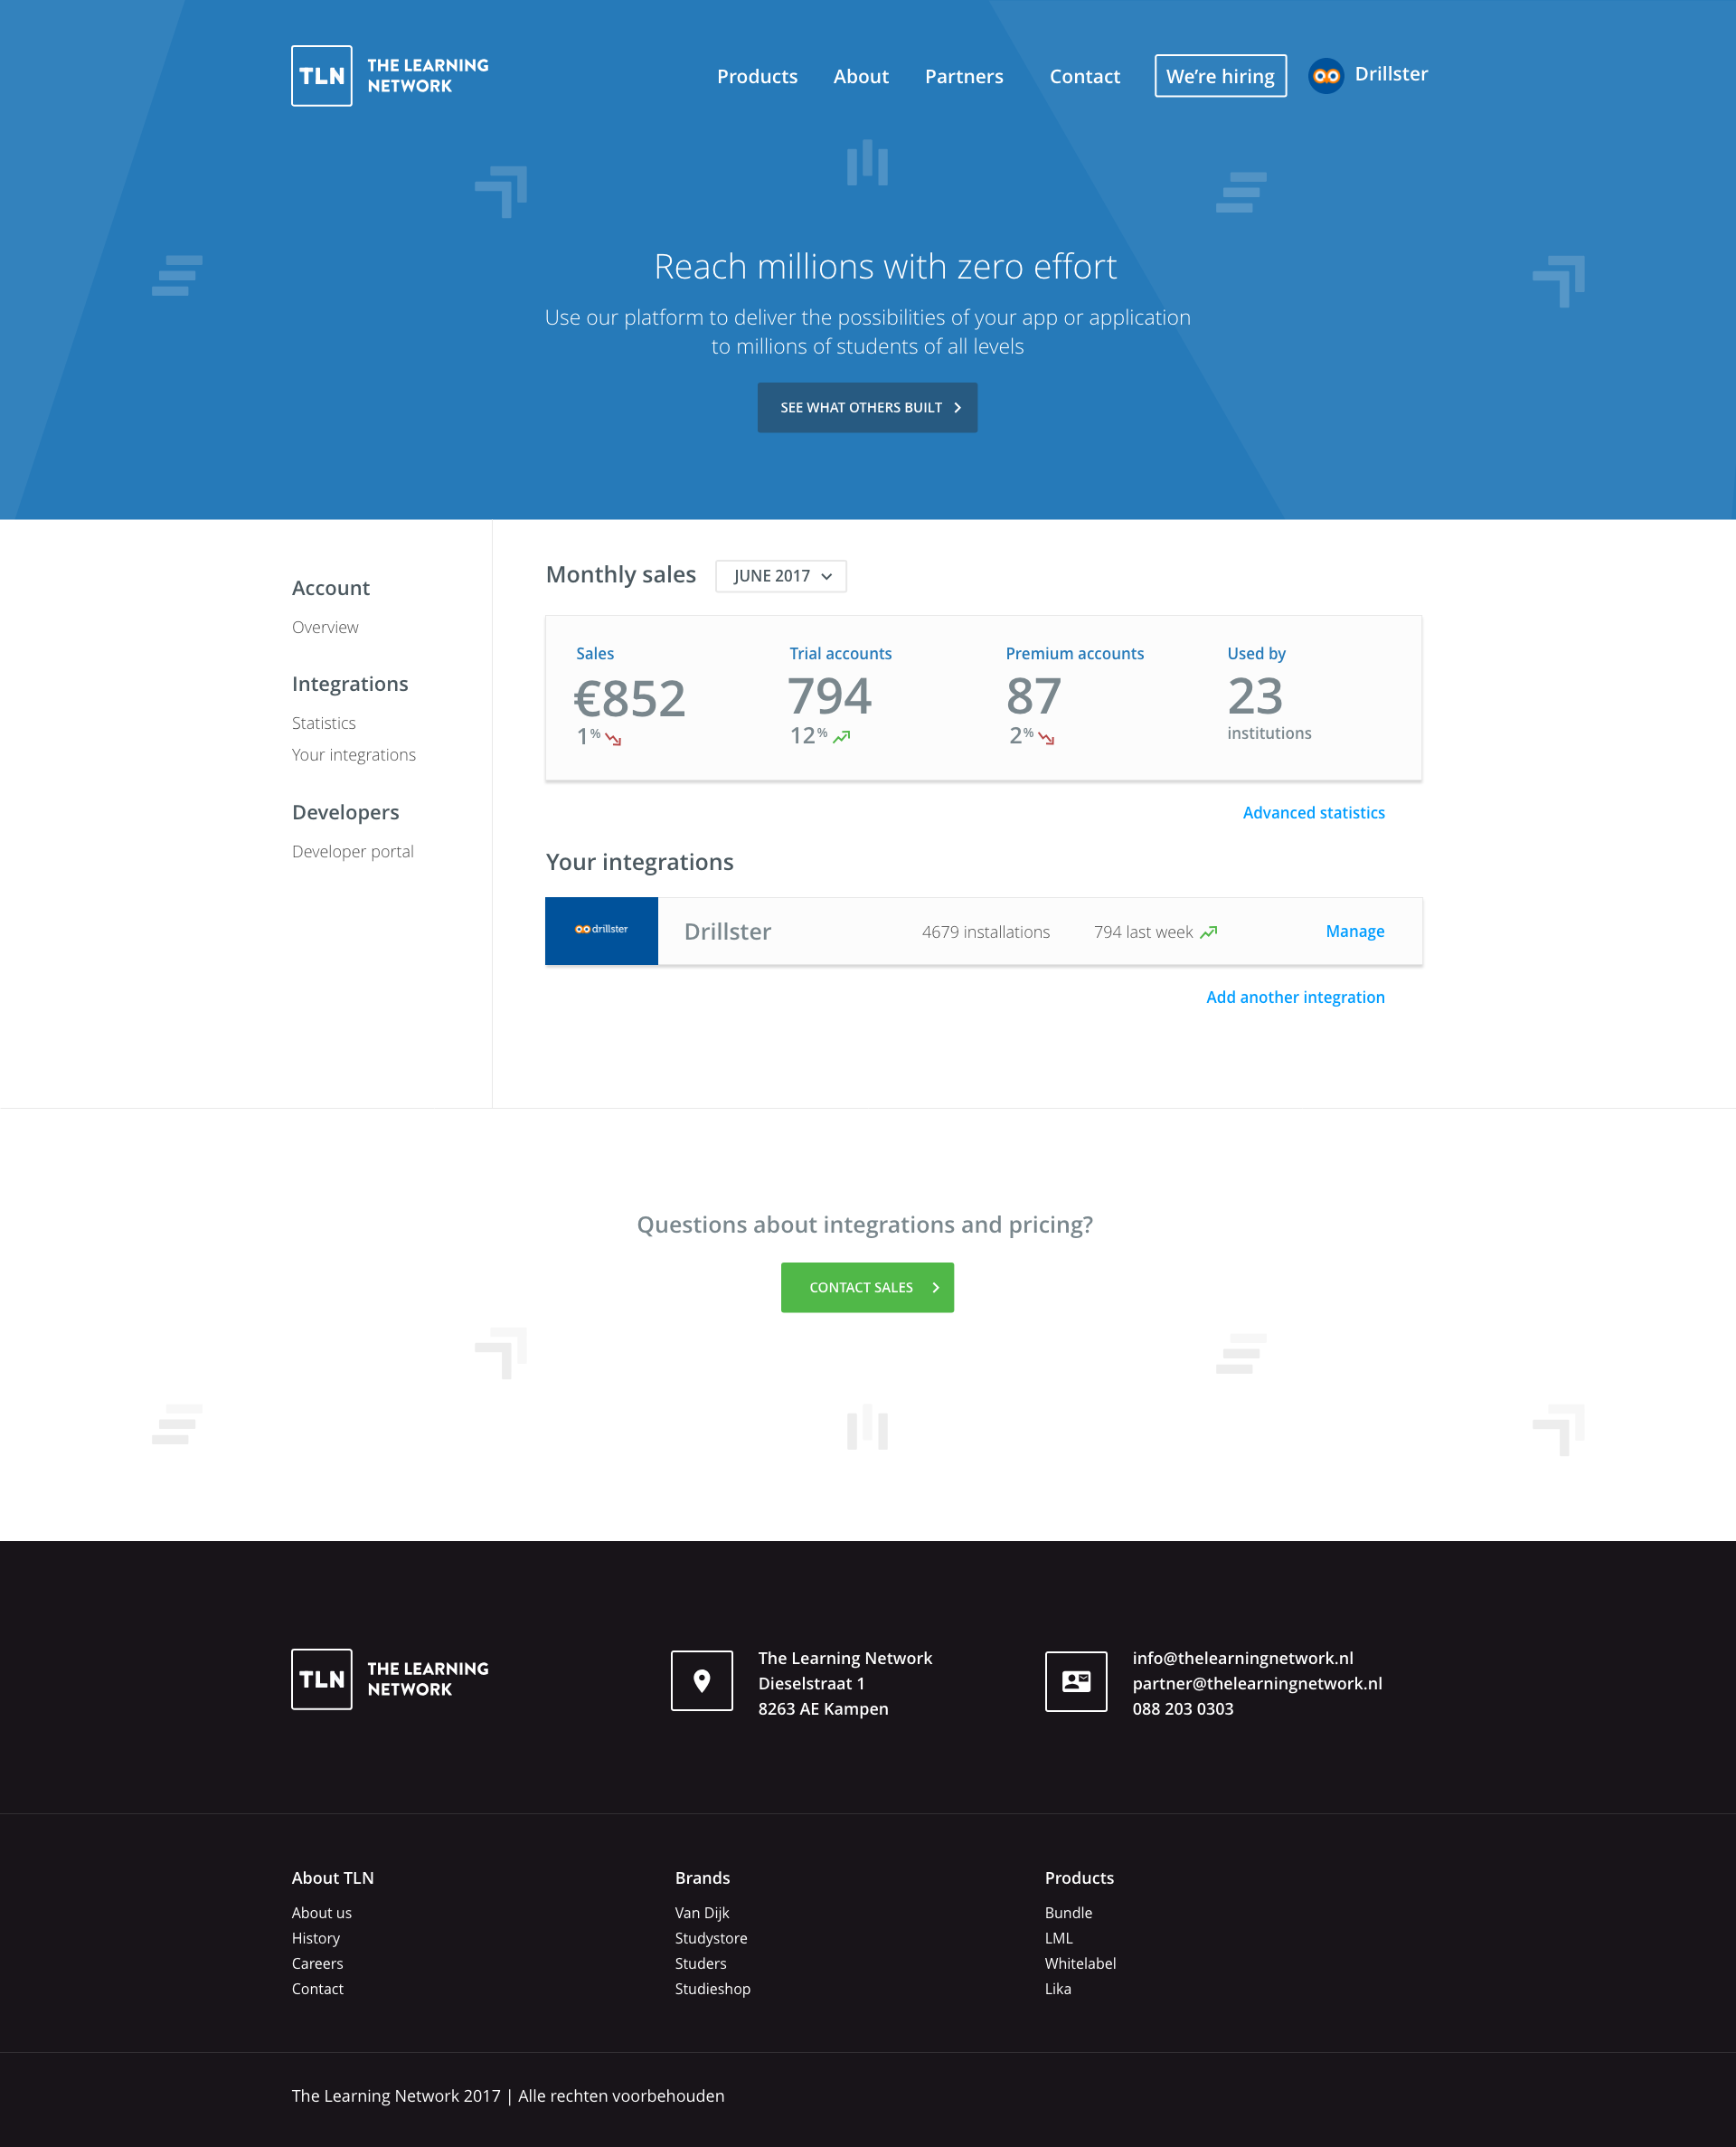 TLN THE LEARNING
NETWORK
Products About Partners Contact We’re hiring Drillster
Reach millions with zero effort
Use our platform to deliver the possibilities of your app or application
to millions of students of all levels
SEE WHAT OTHERS BUILT
Account
Overview
Integrations
Statistics
Your integrations
Developers
Developer portal
Monthly sales JUNE 2017
Sales Trial accounts Premium accounts Used by
€852 794 87 23
1% 12% 2% institutions
Advanced statistics
Your integrations
drillster Drillster 4679 installations 794 last week Manage
Add another integration
Questions about integrations and pricing?
CONTACT SALES
TLN THE LEARNING
NETWORK
The Learning Network
Dieselstraat 1
8263 AE Kampen
info@thelearningnetwork.nl
partner@thelearningnetwork.nl
088 203 0303
About TLN
About us
History
Careers
Contact
Brands
Van Dijk
Studystore
Studers
Studieshop
Products
Bundle
LML
Whitelabel
Lika
The Learning Network 2017 | Alle rechten voorbehouden